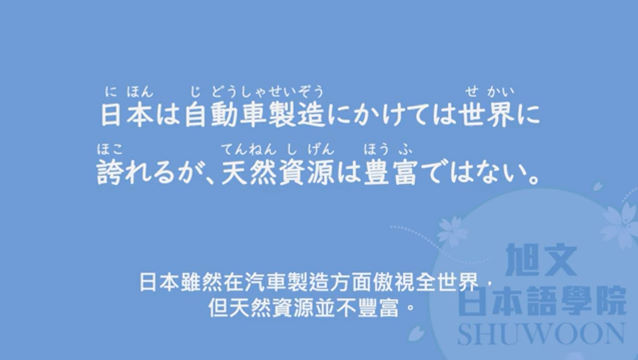 に ほん じ どうしゃせいぞう せ かい
日本は自動車製造にかけては世界に
ほこ てんねん し げん ほう ふ
誇れるが、天然資源は豊富ではない。
日本雖然在汽車製造方面傲視全世界，
但天然資源並不豐富。
旭文
日本語學院
SHUWOON